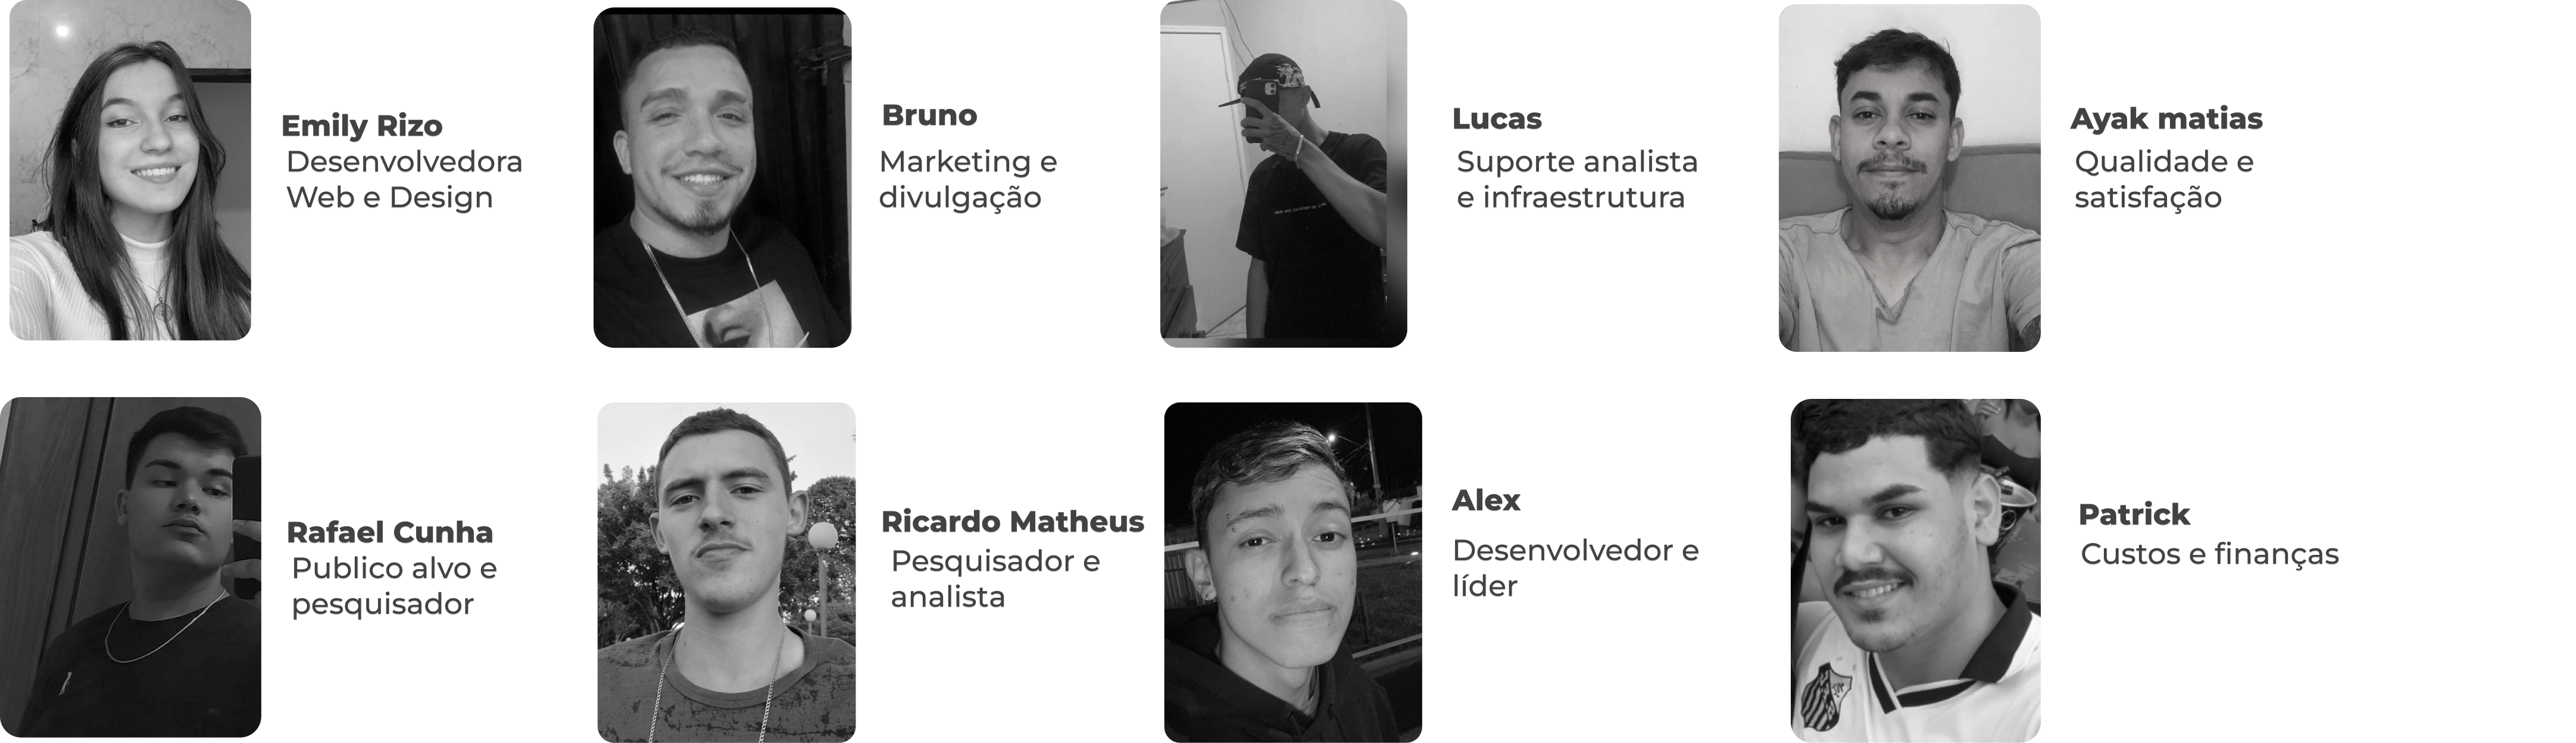 Emily Rizo
Desenvolvedora
Web e Design
Bruno
Marketing e
divulgação
Lucas
Suporte analista
e infraestrutura
Ayak matias
Qualidade e
satisfação
Rafael Cunha
Publico alvo e
pesquisador
Ricardo Matheus
Pesquisador e
analista
Alex
Desenvolvedor e
líder
Patrick
Custos e finanças